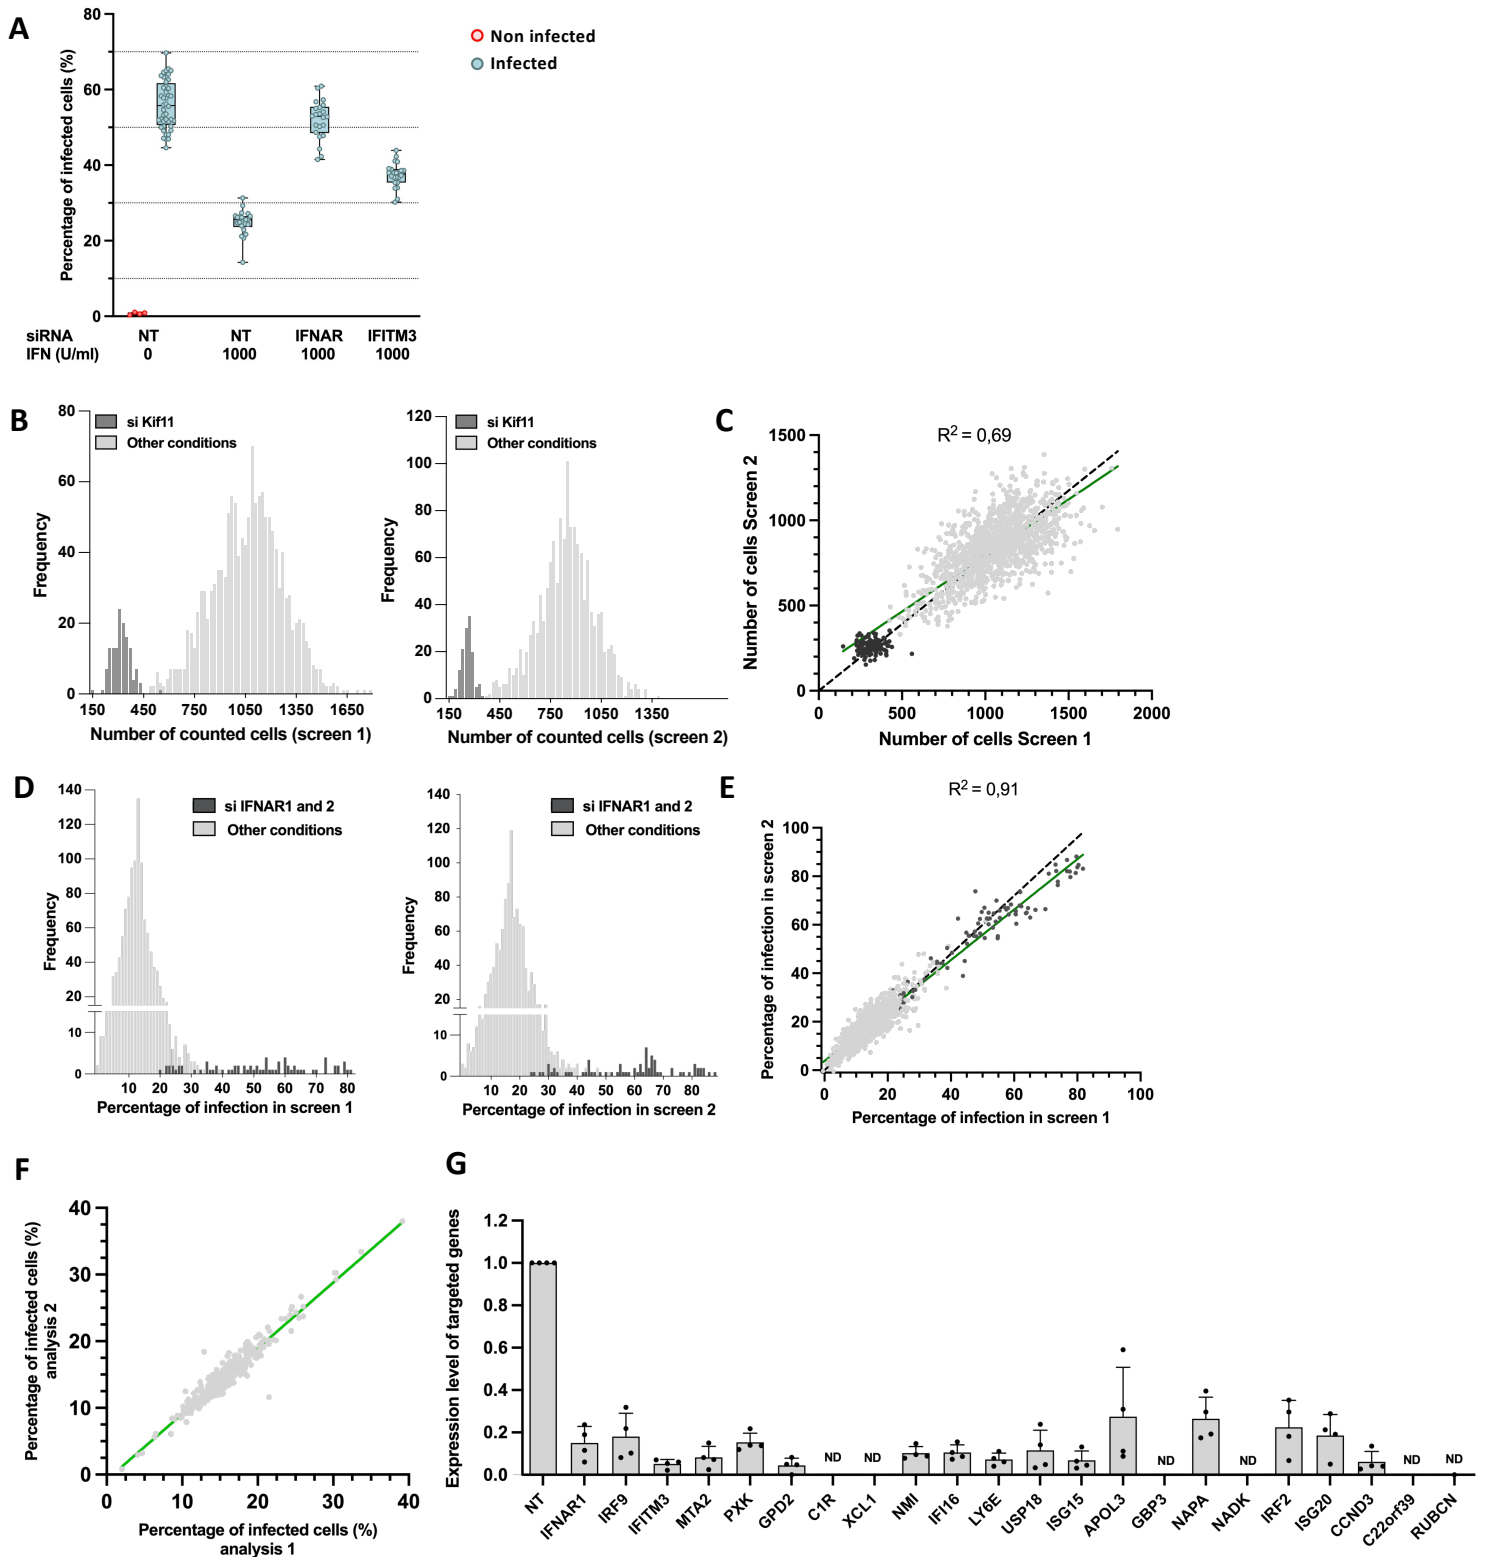 A
80
60
40
20
0
Percentage of infected cells (%)
Non infected
Infected
siRNA NT NT IFNAR IFITM3
IFN (U/ml) 0 1000 1000 1000
B
80
60
40
20
0
Frequency
si Kif11
Other conditions
150 450 750 1050 1350 1650
Number of counted cells (screen 1)
120
100
80
60
40
20
0
Frequency
si Kif11
Other conditions
150 450 750 1050 1350
Number of counted cells (screen 2)
C
R2 = 0,69
1500
1000
500
0
Number of cells Screen 2
0 500 1000 1500 2000
Number of cells Screen 1
D
140
120
100
80
60
40
20
10
0
Frequency
si IFNAR1 and 2
Other conditions
10 20 30 40 50 60 70 80
Percentage of infection in screen 1
140
120
100
80
60
40
20
10
0
Frequency
si IFNAR1 and 2
Other conditions
10 20 30 40 50 60 70 80
Percentage of infection in screen 2
E
R2 = 0,91
100
80
60
40
20
0
Percentage of infection in screen 2
0 20 40 60 80 100
Percentage of infection in screen 1
F
40
30
20
10
0
Percentage of infected cells (%)
analysis 2
0 10 20 30 40
Percentage of infected cells (%)
analysis 1
G
1.2
1.0
0.8
0.6
0.4
0.2
0.0
Expression level of targeted genes
ND ND ND ND ND ND
NT IFNAR1 IRF9 IFITM3 MTA2 PXK GPD2 C1R XCL1 NMI IFI16 LY6E USP18 ISG15 APOL3 GBP3 NAPA NADK IRF2 ISG20 CCND3 C22orf39 RUBCN